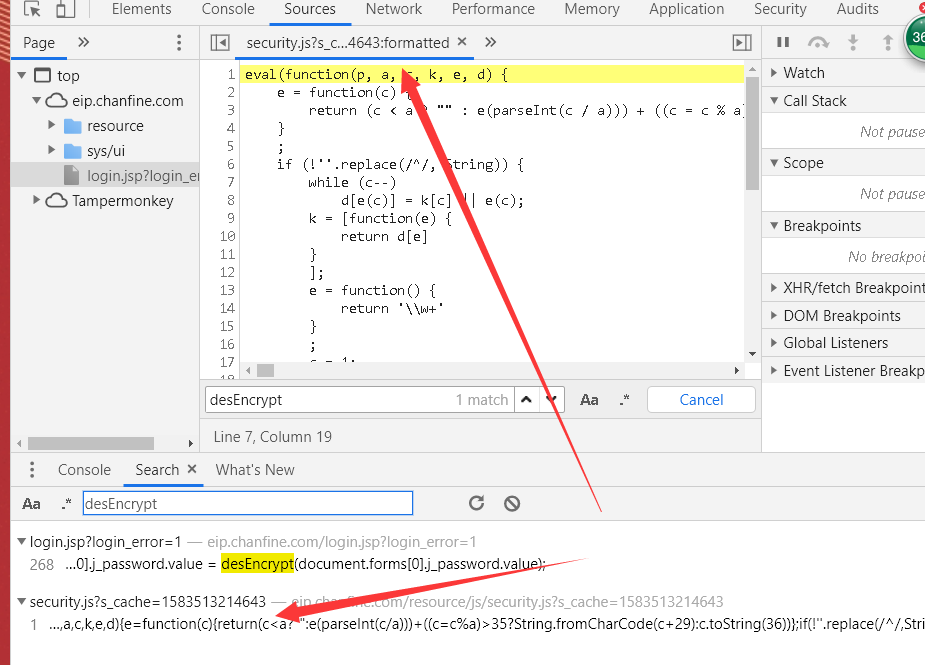 Elements Console Sources Network Performance Memory Application Security Audits
Page
security.js?s_c...4643:formatted
36
top
eip.chanfine.com
resource
sys/ui
login.jsp?login_er
Tampermonkey
1 eval(function(p, a, c, k, e, d) {
2 e = function(c) {
3 return (c < a ? "" : e(parseInt(c / a))) + ((c = c % a)
4 }
5 ;
6 if (!''.replace(/^/, String)) {
7 while (c--)
8 d[e(c)] = k[c] || e(c);
9 k = [function(e) {
10 return d[e]
11 }
12 ];
13 e = function() {
14 return '\\w+'
15 }
16 ;
17 c = 1;
18
desEncrypt 1 match Aa .* Cancel
Line 7, Column 19
Watch
Call Stack
Not pause
Scope
Not pause
Breakpoints
No breakpoi
XHR/fetch Breakpoint
DOM Breakpoints
Global Listeners
Event Listener Breakp
Console Search What's New
Aa .* desEncrypt
login.jsp?login_error=1 — eip.chanfine.com/login.jsp?login_error=1
268 ...0].j_password.value = desEncrypt(document.forms[0].j_password.value);
security.js?s_cache=1583513214643 — eip.chanfine.com/resource/js/security.js?s_cache=1583513214643
1 ...,a,c,k,e,d){e=function(c){return(c<a?"":e(parseInt(c/a)))+((c=c%a)>35?String.fromCharCode(c+29):c.toString(36))};if(!''.replace(/^/,Stri